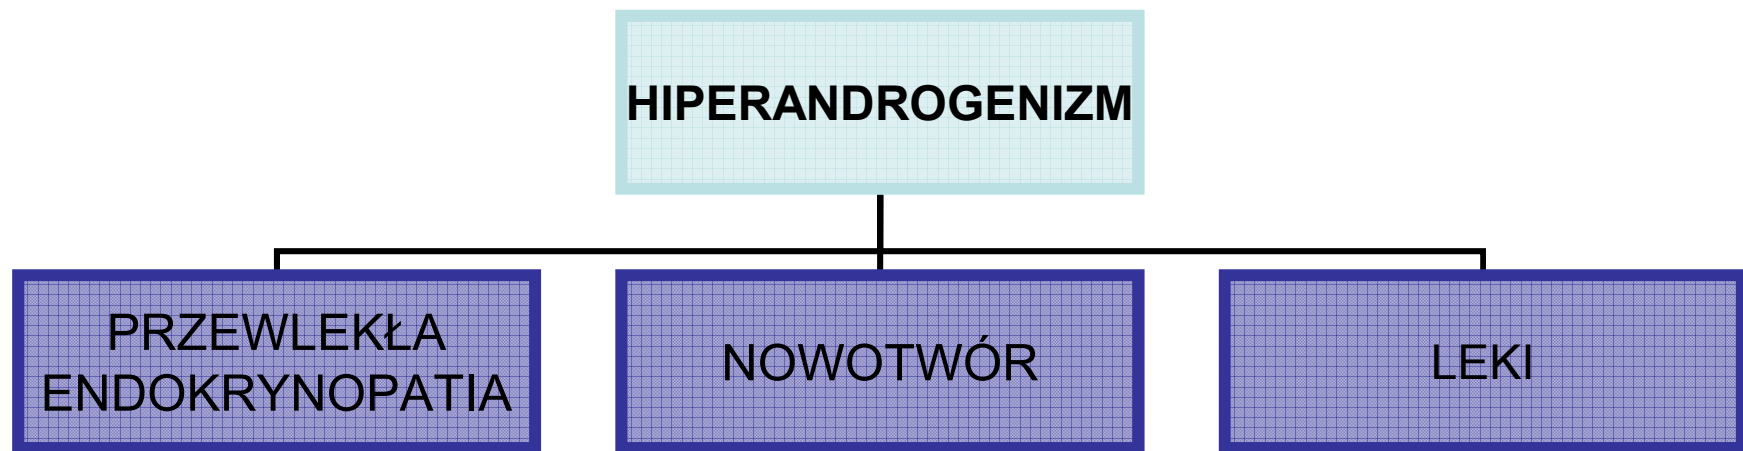 HIPERANDROGENIZM
PRZEWLEKŁA
ENDOKRYNOPATIA
NOWOTWÓR
LEKI